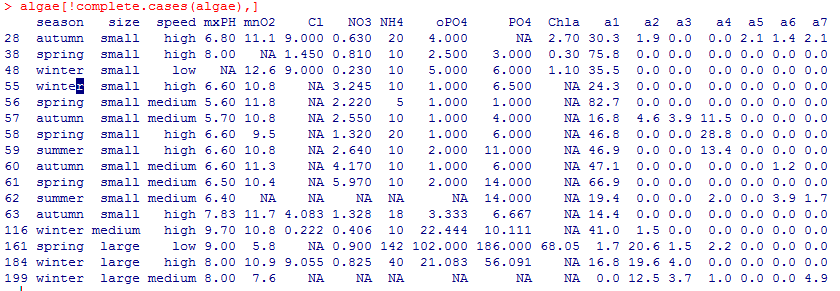 > algae[!complete.cases(algae),]
season size speed mxPH mnO2 Cl NO3 NH4 oPO4 PO4 Chla a1 a2 a3 a4 a5 a6 a7
28 autumn small high 6.80 11.1 9.000 0.630 20 4.000 NA 2.70 30.3 1.9 0.0 0.0 2.1 1.4 2.1
38 spring small high 8.00 NA 1.450 0.810 10 2.500 3.000 0.30 75.8 0.0 0.0 0.0 0.0 0.0 0.0
48 winter small low NA 12.6 9.000 0.230 10 5.000 6.000 1.10 35.5 0.0 0.0 0.0 0.0 0.0 0.0
55 winter small high 6.60 10.8 NA 3.245 10 1.000 6.500 NA 24.3 0.0 0.0 0.0 0.0 0.0 0.0
56 spring small medium 5.60 11.8 NA 2.220 5 1.000 1.000 NA 82.7 0.0 0.0 0.0 0.0 0.0 0.0
57 autumn small medium 5.70 10.8 NA 2.550 10 1.000 4.000 NA 16.8 4.6 3.9 11.5 0.0 0.0 0.0
58 spring small high 6.60 9.5 NA 1.320 20 1.000 6.000 NA 46.8 0.0 0.0 28.8 0.0 0.0 0.0
59 summer small high 6.60 10.8 NA 2.640 10 2.000 11.000 NA 46.9 0.0 0.0 13.4 0.0 0.0 0.0
60 autumn small medium 6.60 11.3 NA 4.170 10 1.000 6.000 NA 47.1 0.0 0.0 0.0 0.0 1.2 0.0
61 spring small medium 6.50 10.4 NA 5.970 10 2.000 14.000 NA 66.9 0.0 0.0 0.0 0.0 0.0 0.0
62 summer small medium 6.40 NA NA NA NA NA 14.000 NA 19.4 0.0 0.0 2.0 0.0 3.9 1.7
63 autumn small high 7.83 11.7 4.083 1.328 18 3.333 6.667 NA 14.4 0.0 0.0 0.0 0.0 0.0 0.0
116 winter medium high 9.70 10.8 0.222 0.406 10 22.444 10.111 NA 41.0 1.5 0.0 0.0 0.0 0.0 0.0
161 spring large low 9.00 5.8 NA 0.900 142 102.000 186.000 68.05 1.7 20.6 1.5 2.2 0.0 0.0 0.0
184 winter large high 8.00 10.9 9.055 0.825 40 21.083 56.091 NA 16.8 19.6 4.0 0.0 0.0 0.0 0.0
199 winter large medium 8.00 7.6 NA NA NA NA NA NA 0.0 12.5 3.7 1.0 0.0 0.0 4.9